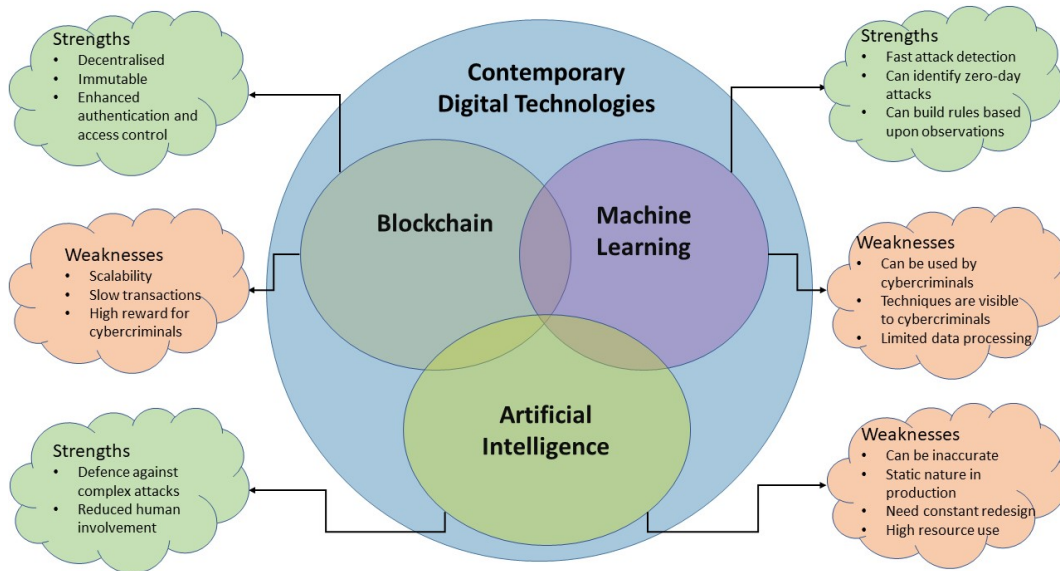 Strengths
• Decentralised
• Immutable
• Enhanced
authentication and
access control
Contemporary
Digital Technologies
Strengths
• Fast attack detection
• Can identify zero-day
attacks
• Can build rules based
upon observations
Blockchain
Machine
Learning
Weaknesses
• Scalability
• Slow transactions
• High reward for
cybercriminals
Weaknesses
• Can be used by
cybercriminals
• Techniques are visible
to cybercriminals
• Limited data processing
Artificial
Intelligence
Strengths
• Defence against
complex attacks
• Reduced human
involvement
Weaknesses
• Can be inaccurate
• Static nature in
production
• Need constant redesign
• High resource use